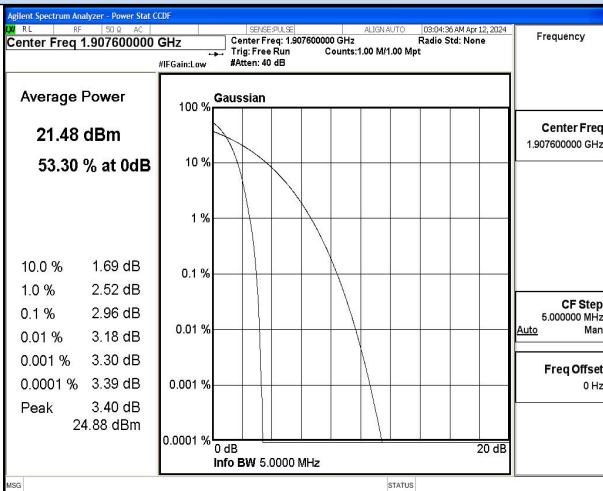 Agilent Spectrum Analyzer - Power Stat CCDF
RL RF 50 Ω AC SENSE:PULSE ALIGN AUTO 03:04:36 AM Apr 12, 2024
Center Freq 1.907600000 GHz
Center Freq: 1.907600000 GHz Radio Std: None
Trig: Free Run Counts:1.00 M/1.00 Mpt
#IFGain:Low #Atten: 40 dB
Frequency
Average Power
21.48 dBm
53.30 % at 0dB
10.0 % 1.69 dB
1.0 % 2.52 dB
0.1 % 2.96 dB
0.01 % 3.18 dB
0.001 % 3.30 dB
0.0001 % 3.39 dB
Peak 3.40 dB
24.88 dBm
Gaussian
100 %
10 %
1 %
0.1 %
0.01 %
0.001 %
0.0001 %
0 dB 20 dB
Info BW 5.0000 MHz
Center Freq
1.907600000 GHz
CF Step
5.000000 MHz
Auto Man
Freq Offset
0 Hz
MSG STATUS